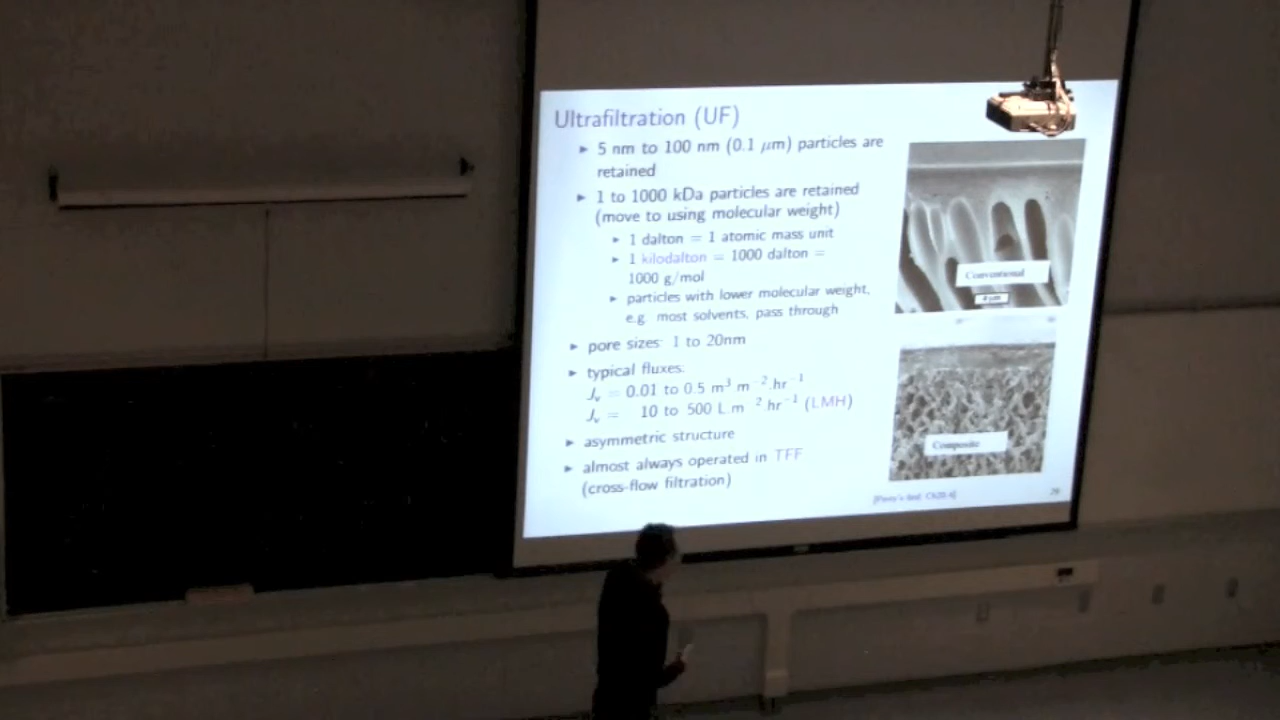 Ultrafiltration (UF)
▸ 5 nm to 100 nm (0.1 μm) particles are
retained
▸ 1 to 1000 kDa particles are retained
(move to using molecular weight)
▸ 1 dalton = 1 atomic mass unit
▸ 1 kilodalton = 1000 dalton =
1000 g/mol
▸ particles with lower molecular weight,
e.g. most solvents, pass through
▸ pore sizes: 1 to 20nm
▸ typical fluxes:
Jᵥ = 0.01 to 0.5 m³ m⁻².hr⁻¹
Jᵥ = 10 to 500 L.m⁻².hr⁻¹ (LMH)
▸ asymmetric structure
▸ almost always operated in TFF
(cross-flow filtration)
Conventional
μm
Composite